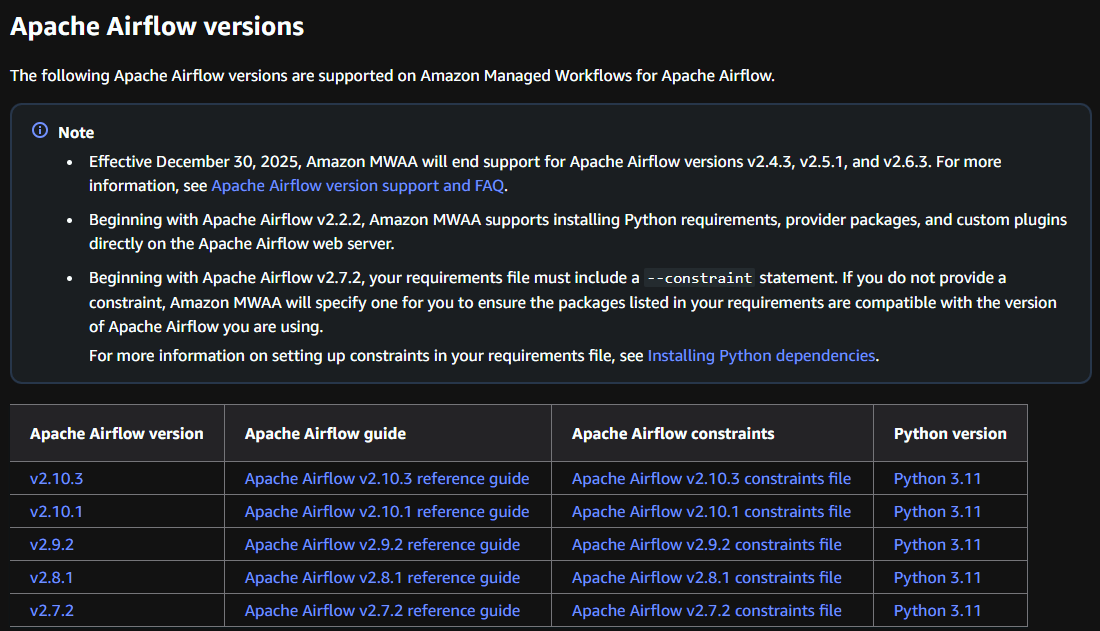 Apache Airflow versions
The following Apache Airflow versions are supported on Amazon Managed Workflows for Apache Airflow.
Note
• Effective December 30, 2025, Amazon MWAA will end support for Apache Airflow versions v2.4.3, v2.5.1, and v2.6.3. For more
information, see Apache Airflow version support and FAQ.
• Beginning with Apache Airflow v2.2.2, Amazon MWAA supports installing Python requirements, provider packages, and custom plugins
directly on the Apache Airflow web server.
• Beginning with Apache Airflow v2.7.2, your requirements file must include a --constraint statement. If you do not provide a
constraint, Amazon MWAA will specify one for you to ensure the packages listed in your requirements are compatible with the version
of Apache Airflow you are using.
For more information on setting up constraints in your requirements file, see Installing Python dependencies.
Apache Airflow version Apache Airflow guide Apache Airflow constraints Python version
v2.10.3 Apache Airflow v2.10.3 reference guide Apache Airflow v2.10.3 constraints file Python 3.11
v2.10.1 Apache Airflow v2.10.1 reference guide Apache Airflow v2.10.1 constraints file Python 3.11
v2.9.2 Apache Airflow v2.9.2 reference guide Apache Airflow v2.9.2 constraints file Python 3.11
v2.8.1 Apache Airflow v2.8.1 reference guide Apache Airflow v2.8.1 constraints file Python 3.11
v2.7.2 Apache Airflow v2.7.2 reference guide Apache Airflow v2.7.2 constraints file Python 3.11